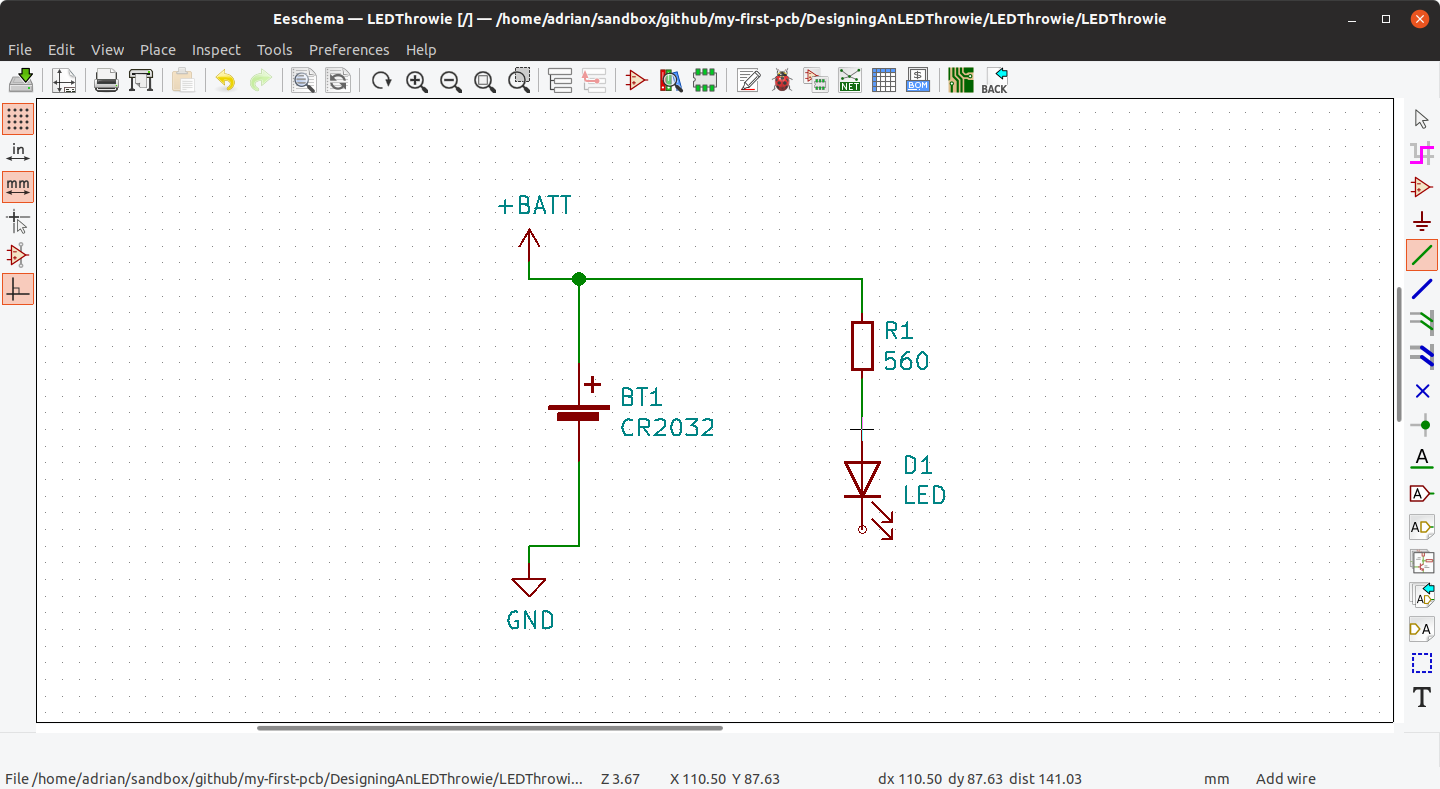 Eeschema — LEDThrowie [/] — /home/adrian/sandbox/github/my-first-pcb/DesigningAnLEDThrowie/LEDThrowie/LEDThrowie
File Edit View Place Inspect Tools Preferences Help
NET
$
BOM
BACK
in
mm
+BATT
R1
560
+
BT1
CR2032
D1
LED
GND
A
A
AD
AD
DA
T
File /home/adrian/sandbox/github/my-first-pcb/DesigningAnLEDThrowie/LEDThrowi... Z 3.67 X 110.50 Y 87.63 dx 110.50 dy 87.63 dist 141.03 mm Add wire